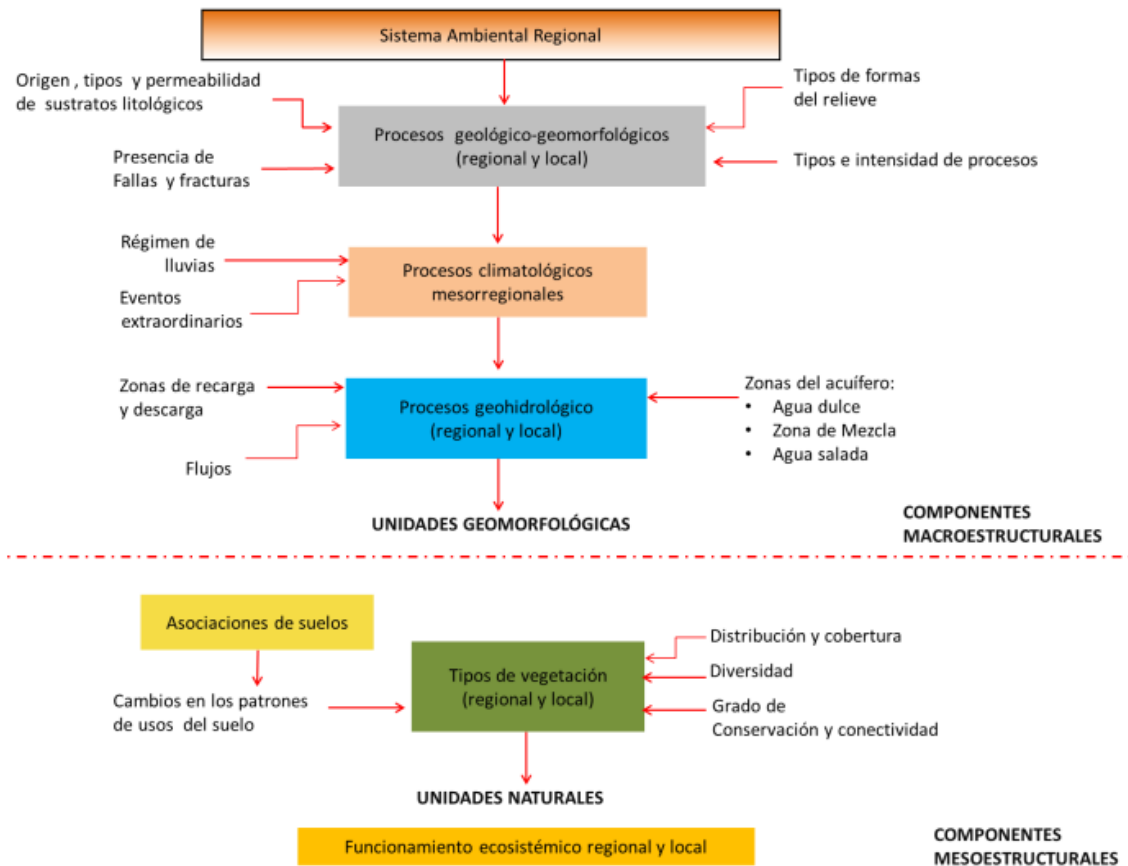 Sistema Ambiental Regional
Origen , tipos y permeabilidad
de sustratos litológicos
Tipos de formas
del relieve
Procesos geológico-geomorfológicos
(regional y local)
Presencia de
Fallas y fracturas
Tipos e intensidad de procesos
Régimen de
lluvias
Procesos climatológicos
mesorregionales
Eventos
extraordinarios
Zonas de recarga
y descarga
Procesos geohidrológico
(regional y local)
Zonas del acuífero:
• Agua dulce
• Zona de Mezcla
• Agua salada
Flujos
UNIDADES GEOMORFOLÓGICAS
COMPONENTES
MACROESTRUCTURALES
Asociaciones de suelos
Distribución y cobertura
Tipos de vegetación
(regional y local)
Diversidad
Cambios en los patrones
de usos del suelo
Grado de
Conservación y conectividad
UNIDADES NATURALES
Funcionamiento ecosistémico regional y local
COMPONENTES
MESOESTRUCTURALES